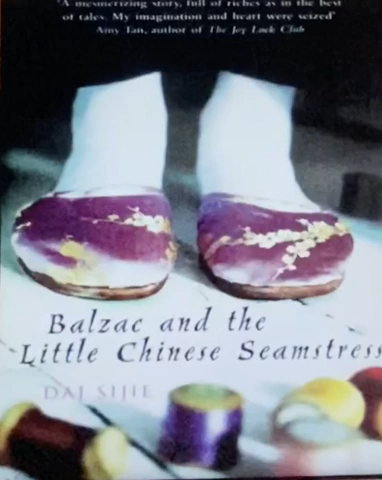 'A mesmerizing story, full of riches as in the best
of tales. My imagination and heart were seized'
Amy Tan, author of The Joy Luck Club
Balzac and the
Little Chinese Seamstress
DAI SIJIE